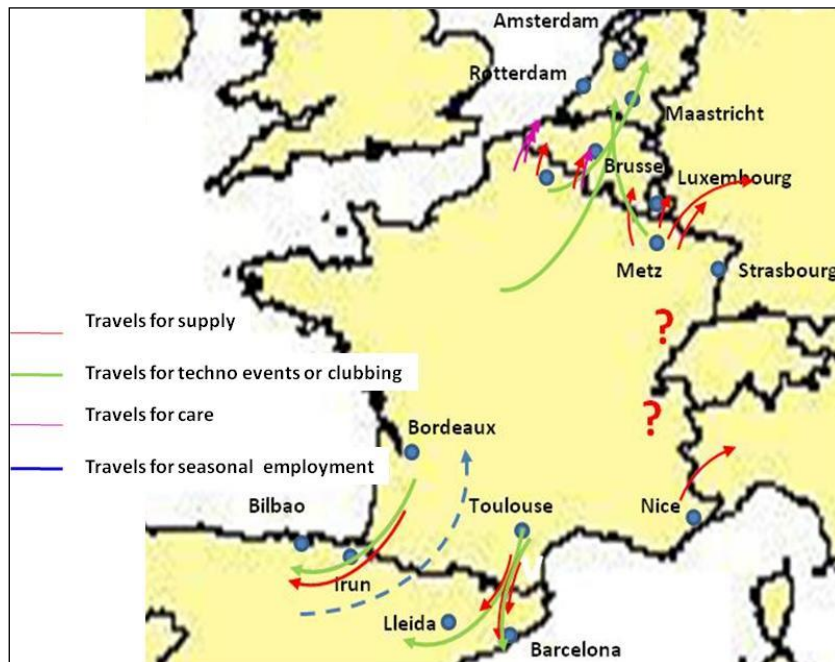 Amsterdam
Rotterdam
Maastricht
Brusse
Luxembourg
Metz
Strasbourg
?
Travels for supply
Travels for techno events or clubbing
?
Travels for care
Bordeaux
Travels for seasonal employment
Bilbao
Toulouse
Nice
Irun
Lleida
Barcelona